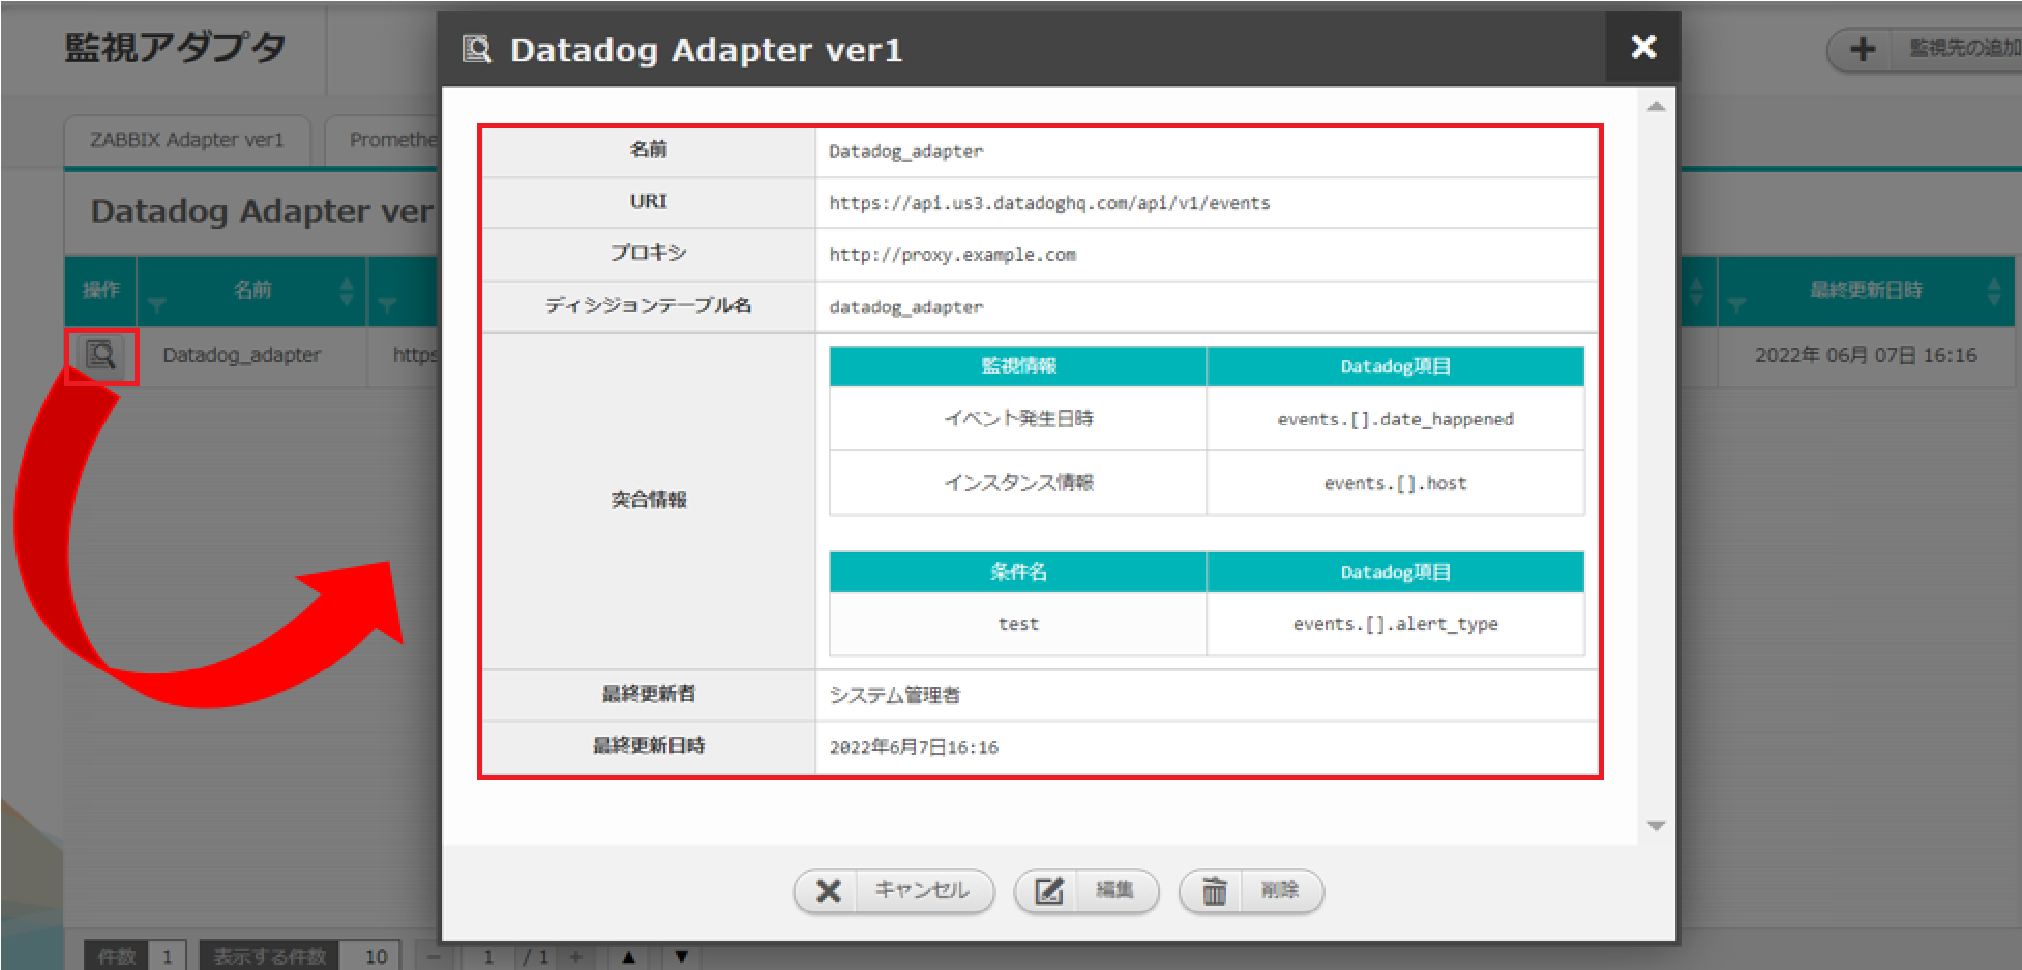 監視アダプタ
Datadog Adapter ver1
監視先の追加
ZABBIX Adapter ver1
Datadog Adapter ver
操作
名前
最終更新日時
Datadog_adapter
https
2022年 06月 07日 16:16
名前 Datadog_adapter
URI https://api.us3.datadoghq.com/api/v1/events
プロキシ http://proxy.example.com
ディシジョンテーブル名 datadog_adapter
突合情報
監視情報 Datadog項目
イベント発生日時 events.[].date_happened
インスタンス情報 events.[].host
条件名 Datadog項目
test events.[].alert_type
最終更新者 システム管理者
最終更新日時 2022年6月7日16:16
キャンセル
編集
削除
件数 1 表示する件数 10 1 / 1